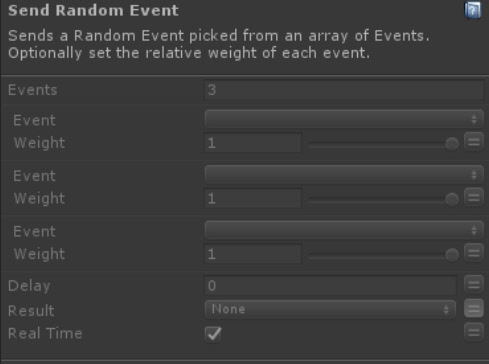 Send Random Event
Sends a Random Event picked from an array of Events.
Optionally set the relative weight of each event.
Events 3
Event
Weight 1
Event
Weight 1
Event
Weight 1
Delay 0
Result None
Real Time